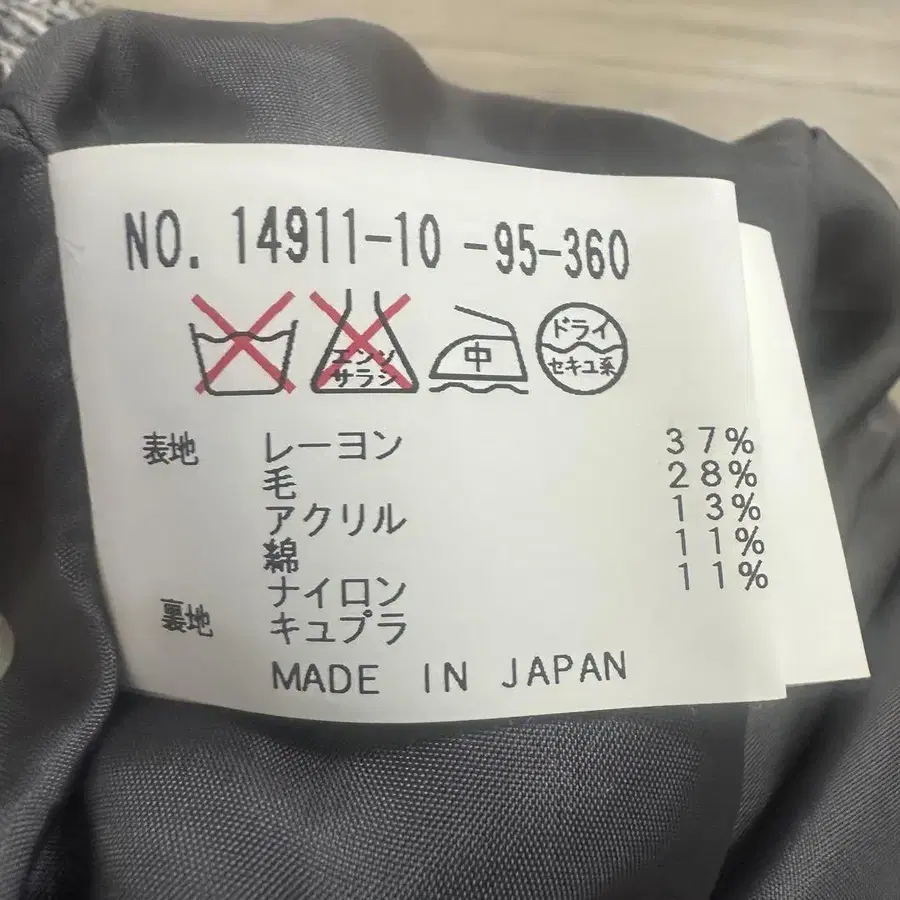 NO. 14911-10 -95-360
エンソ
サラシ
中
ドライ
セキユ系
表地 レーヨン 37%
毛 28%
アクリル 13%
綿 11%
ナイロン 11%
裏地 キュプラ
MADE IN JAPAN